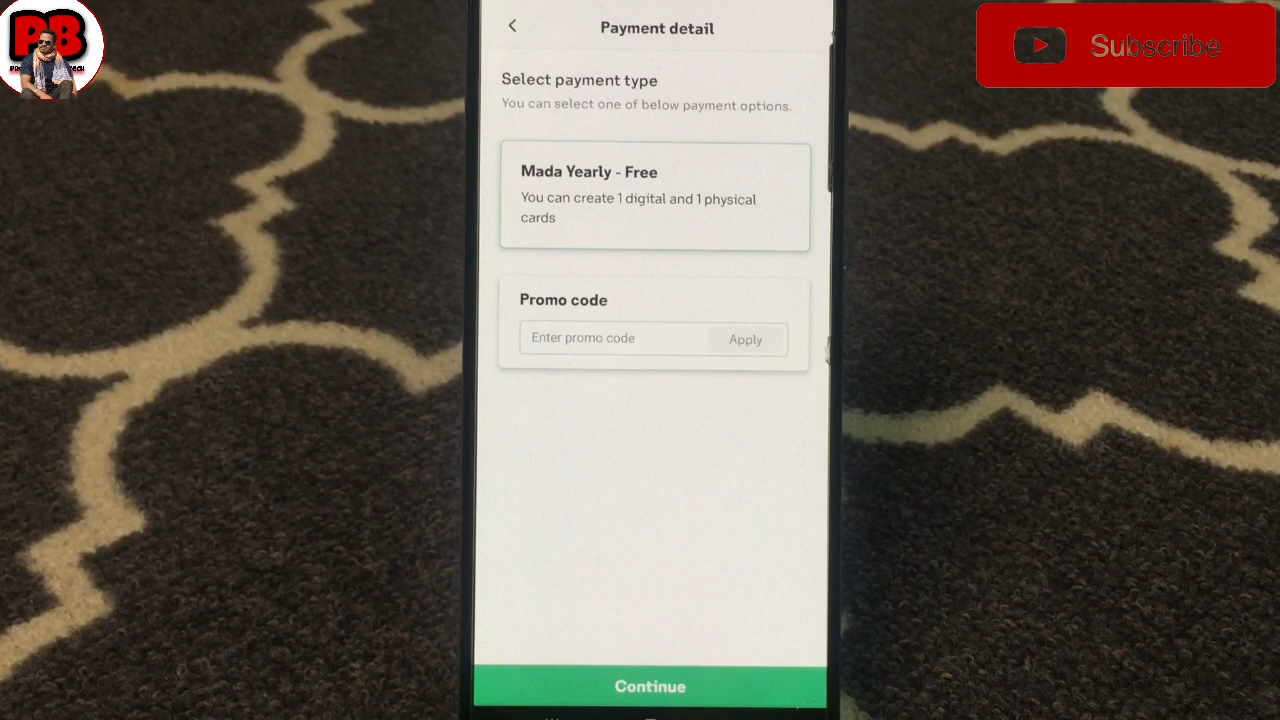 PB
Subscribe
Payment detail
Select payment type
You can select one of below payment options.
Mada Yearly - Free
You can create 1 digital and 1 physical
cards
Promo code
Enter promo code
Apply
Continue